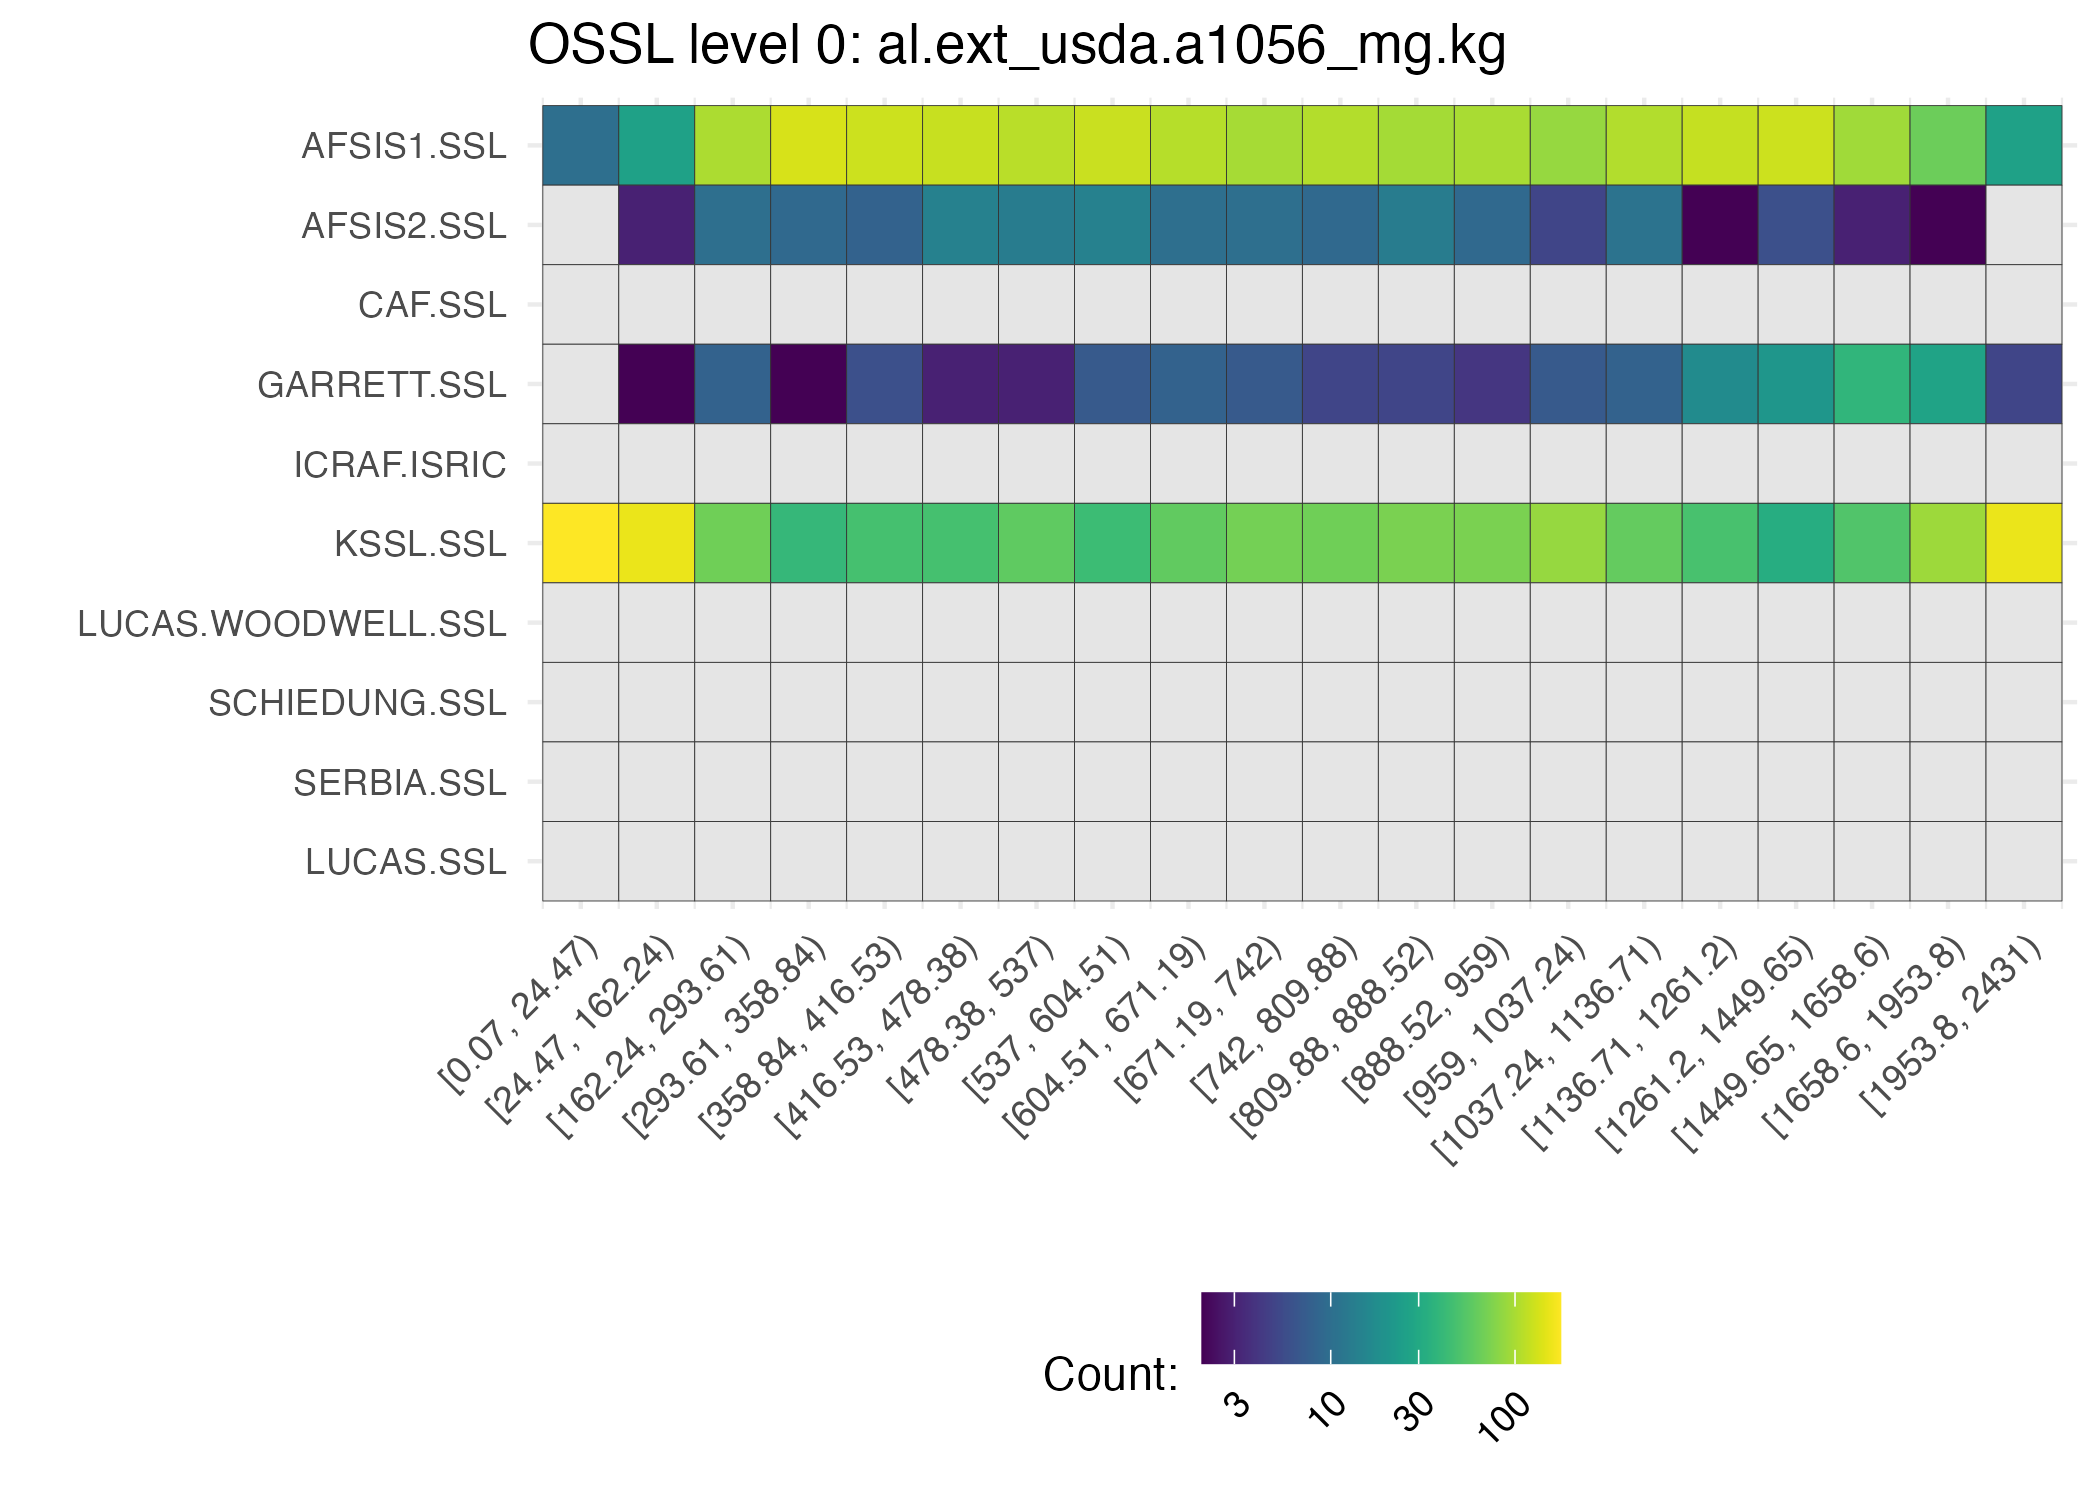 OSSL level 0: al.ext_usda.a1056_mg.kg
AFSIS1.SSL
AFSIS2.SSL
CAF.SSL
GARRETT.SSL
ICRAF.ISRIC
KSSL.SSL
LUCAS.WOODWELL.SSL
SCHIEDUNG.SSL
SERBIA.SSL
LUCAS.SSL
[0.07, 24.47)
[24.47, 162.24)
[162.24, 293.61)
[293.61, 358.84)
[358.84, 416.53)
[416.53, 478.38)
[478.38, 537)
[537, 604.51)
[604.51, 671.19)
[671.19, 742)
[742, 809.88)
[809.88, 888.52)
[888.52, 959)
[959, 1037.24)
[1037.24, 1136.71)
[1136.71, 1261.2)
[1261.2, 1449.65)
[1449.65, 1658.6)
[1658.6, 1953.8)
[1953.8, 2431)
Count:
3
10
30
100